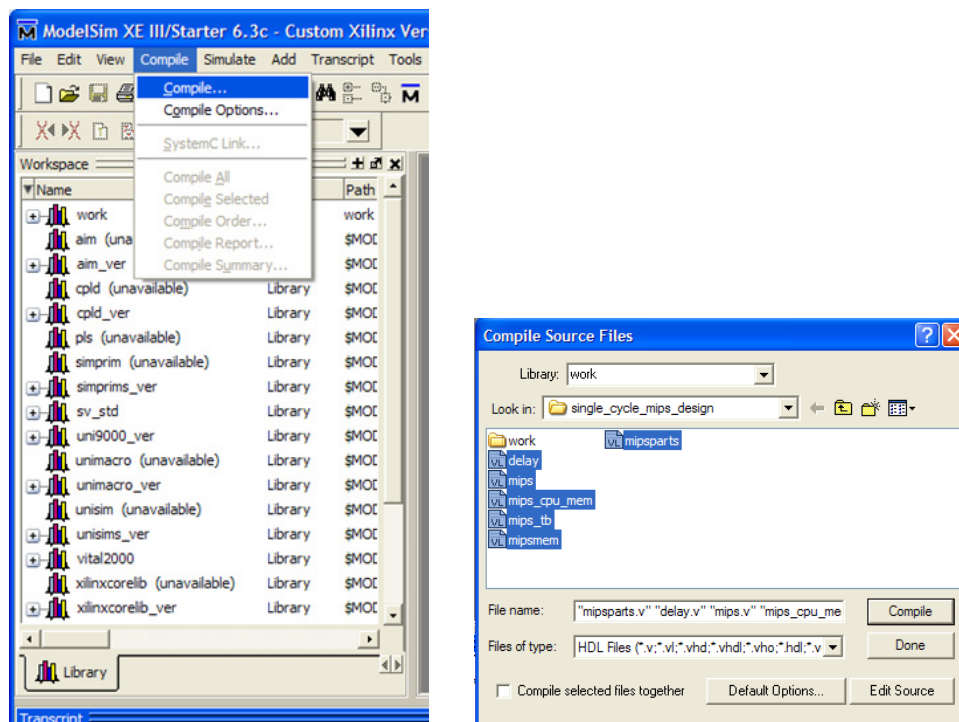 ModelSim XE III/Starter 6.3c - Custom Xilinx Ver
File Edit View Compile Simulate Add Transcript Tools
Compile...
Compile Options...
SystemC Link...
Compile All
Compile Selected
Compile Order...
Compile Report...
Compile Summary...
Workspace
Name Path
work work
aim (una $MOD
aim_ver $MOD
cpld (unavailable) Library $MOD
cpld_ver Library $MOD
pls (unavailable) Library $MOD
simprim (unavailable) Library $MOD
simprims_ver Library $MOD
sv_std Library $MOD
uni9000_ver Library $MOD
unimacro (unavailable) Library $MOD
unimacro_ver Library $MOD
unisim (unavailable) Library $MOD
unisims_ver Library $MOD
vital2000 Library $MOD
xilinxcorelib (unavailable) Library $MOD
xilinxcorelib_ver Library $MOD
Library
Transcript
Compile Source Files
Library: work
Look in: single_cycle_mips_design
work mipsparts
delay
mips
mips_cpu_mem
mips_tb
mipsmem
File name: "mipsparts.v" "delay.v" "mips.v" "mips_cpu_me Compile
Files of type: HDL Files (*.v;*.vl;*.vhd;*.vhdl;*.vho;*.hdl;*.v Done
Compile selected files together Default Options... Edit Source